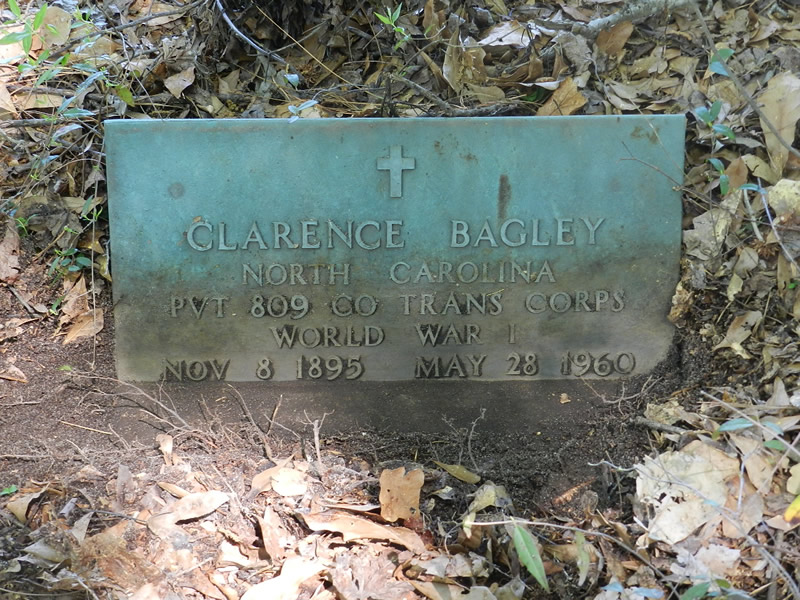 CLARENCE BAGLEY
NORTH CAROLINA
PVT 809 CO TRANS CORPS
WORLD WAR I
NOV 8 1895 MAY 28 1960